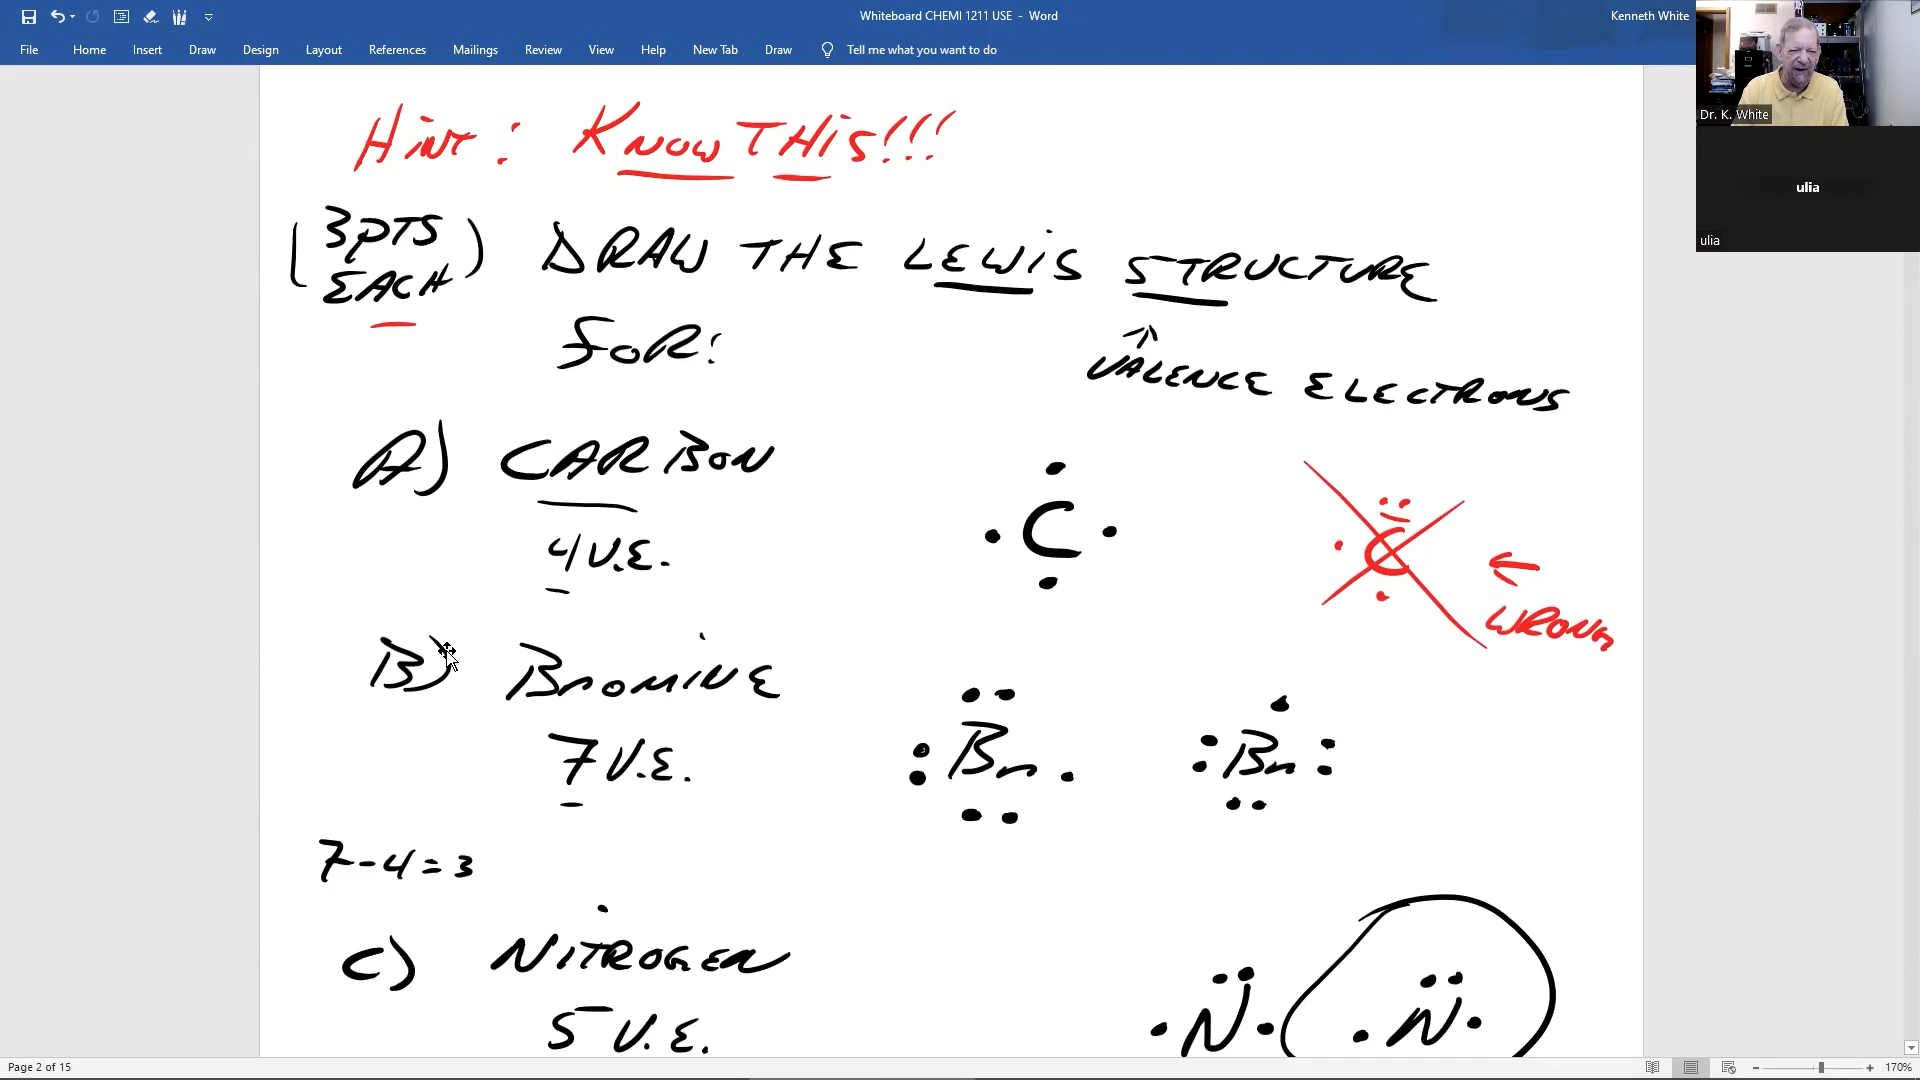 Whiteboard CHEMI 1211 USE - Word
Kenneth White
File Home Insert Draw Design Layout References Mailings Review View Help New Tab Draw Tell me what you want to do
Dr. K. White
ulia
ulia
HINT: KNOW THIS!!!
(3 PTS EACH) DRAW THE LEWIS STRUCTURE
FOR:
↑
VALENCE ELECTRONS
A) CARBON
4 V.E.
C
C
← WRONG
B) BROMINE
7 V.E.
Br
Br
7-4=3
C) NITROGEN
5 V.E.
N
N
Page 2 of 15
170%